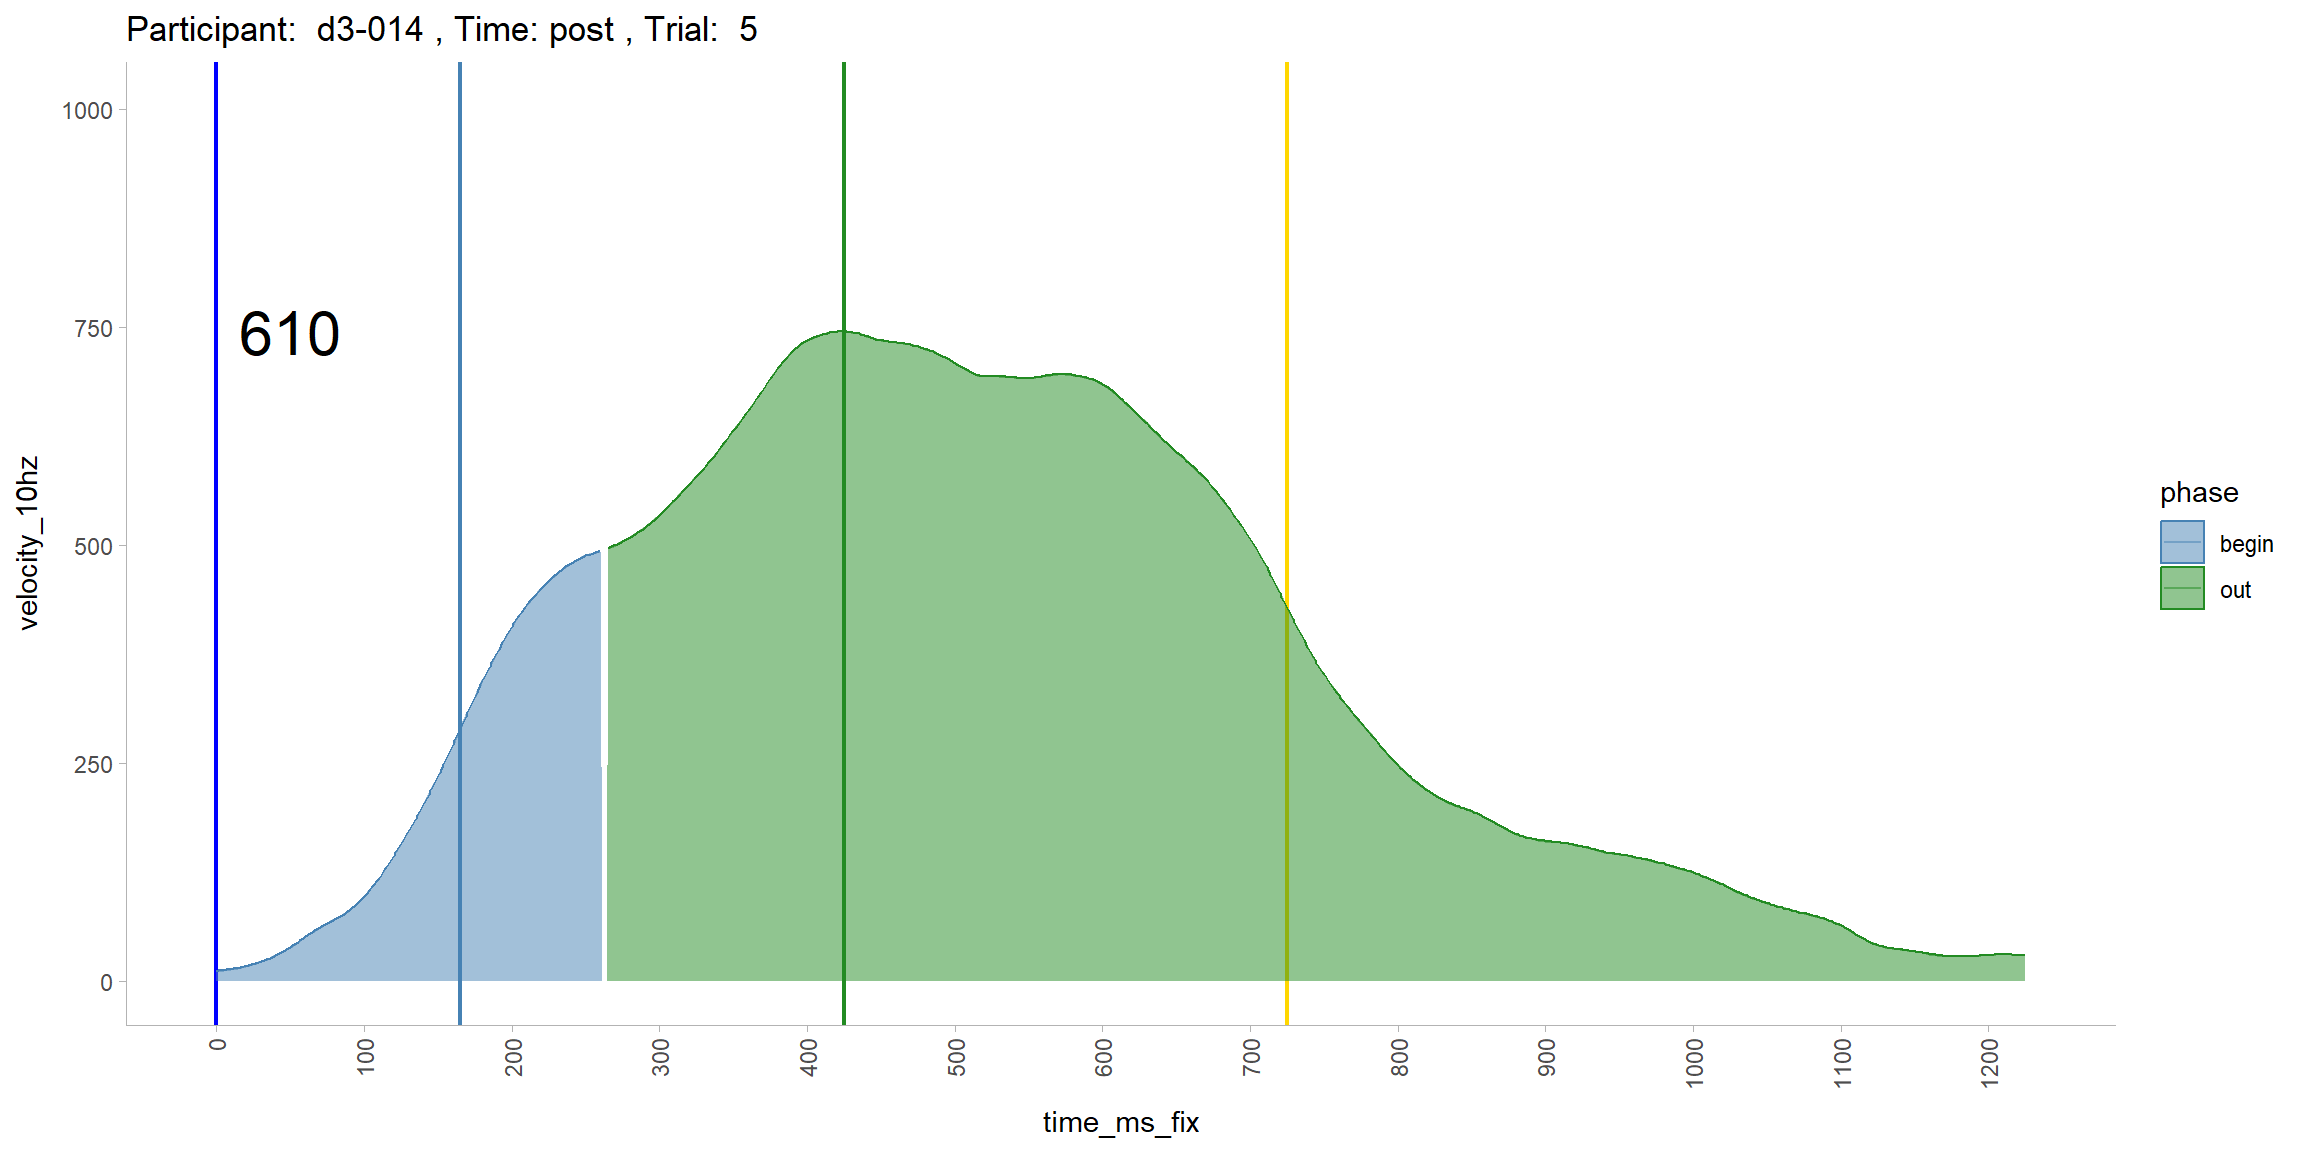 Participant:  d3-014 , Time: post , Trial:  5
1000
750
500
250
0
610
velocity_10hz
0 100 200 300 400 500 600 700 800 900 1000 1100 1200
time_ms_fix
phase
begin
out